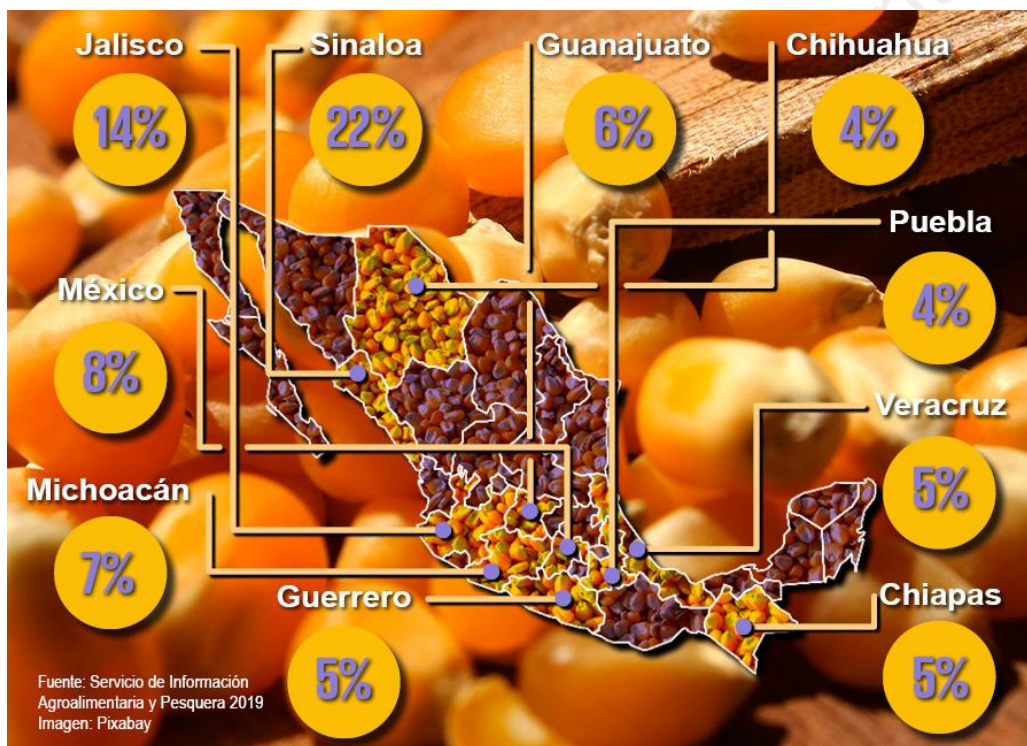 Jalisco
14%
Sinaloa
22%
Guanajuato
6%
Chihuahua
4%
Puebla
4%
México
8%
Veracruz
5%
Michoacán
7%
Guerrero
5%
Chiapas
5%
Fuente: Servicio de Información
Agroalimentaria y Pesquera 2019
Imagen: Pixabay